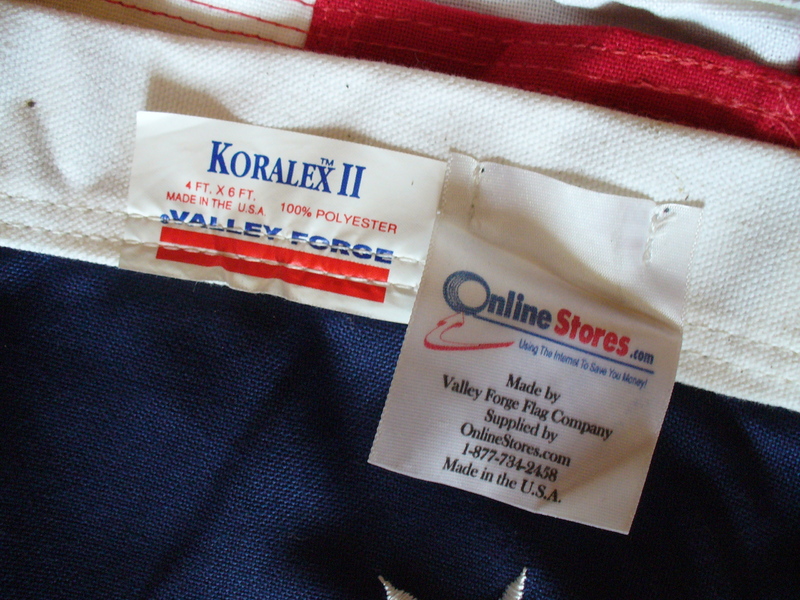 KORALEX II ™
4 FT. X 6 FT.
MADE IN THE U.S.A. 100% POLYESTER
®VALLEY FORGE
OnlineStores.com
Using The Internet To Save You Money!
Made by
Valley Forge Flag Company
Supplied by
OnlineStores.com
1-877-734-2458
Made in the U.S.A.